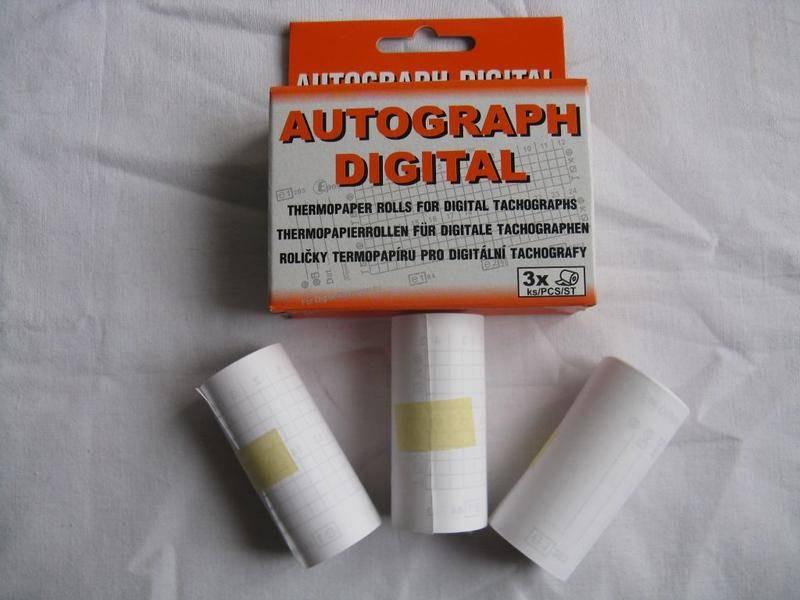 AUTOGRAPH DIGITAL
AUTOGRAPH
DIGITAL
THERMOPAPER ROLLS FOR DIGITAL TACHOGRAPHS
THERMOPAPIERROLLEN FÜR DIGITALE TACHOGRAPHEN
ROLIČKY TERMOPAPÍRU PRO DIGITÁLNÍ TACHOGRAFY
3x
ks/PCS/ST